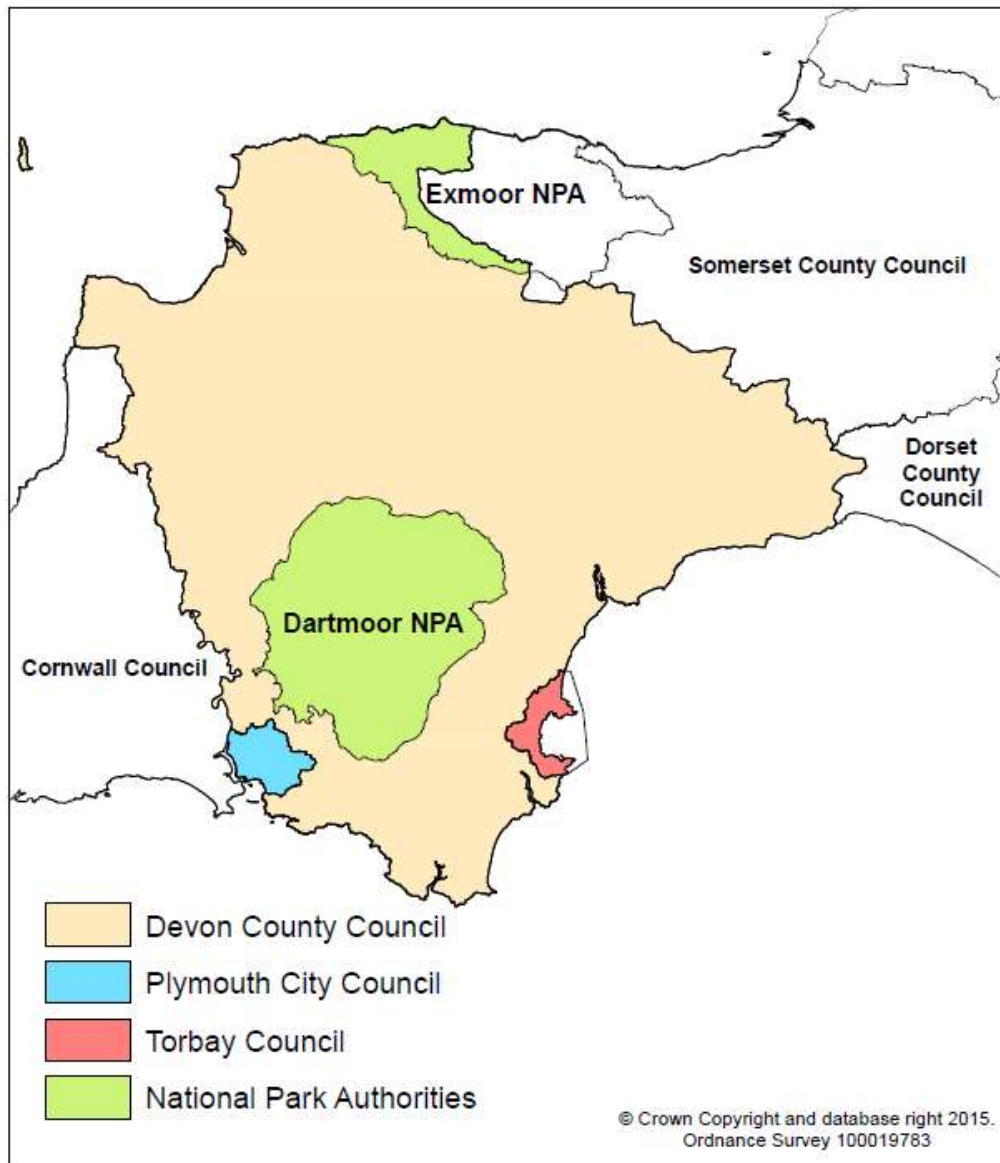 Exmoor NPA
Somerset County Council
Dorset
County
Council
Dartmoor NPA
Cornwall Council
Devon County Council
Plymouth City Council
Torbay Council
National Park Authorities
© Crown Copyright and database right 2015.
Ordnance Survey 100019783